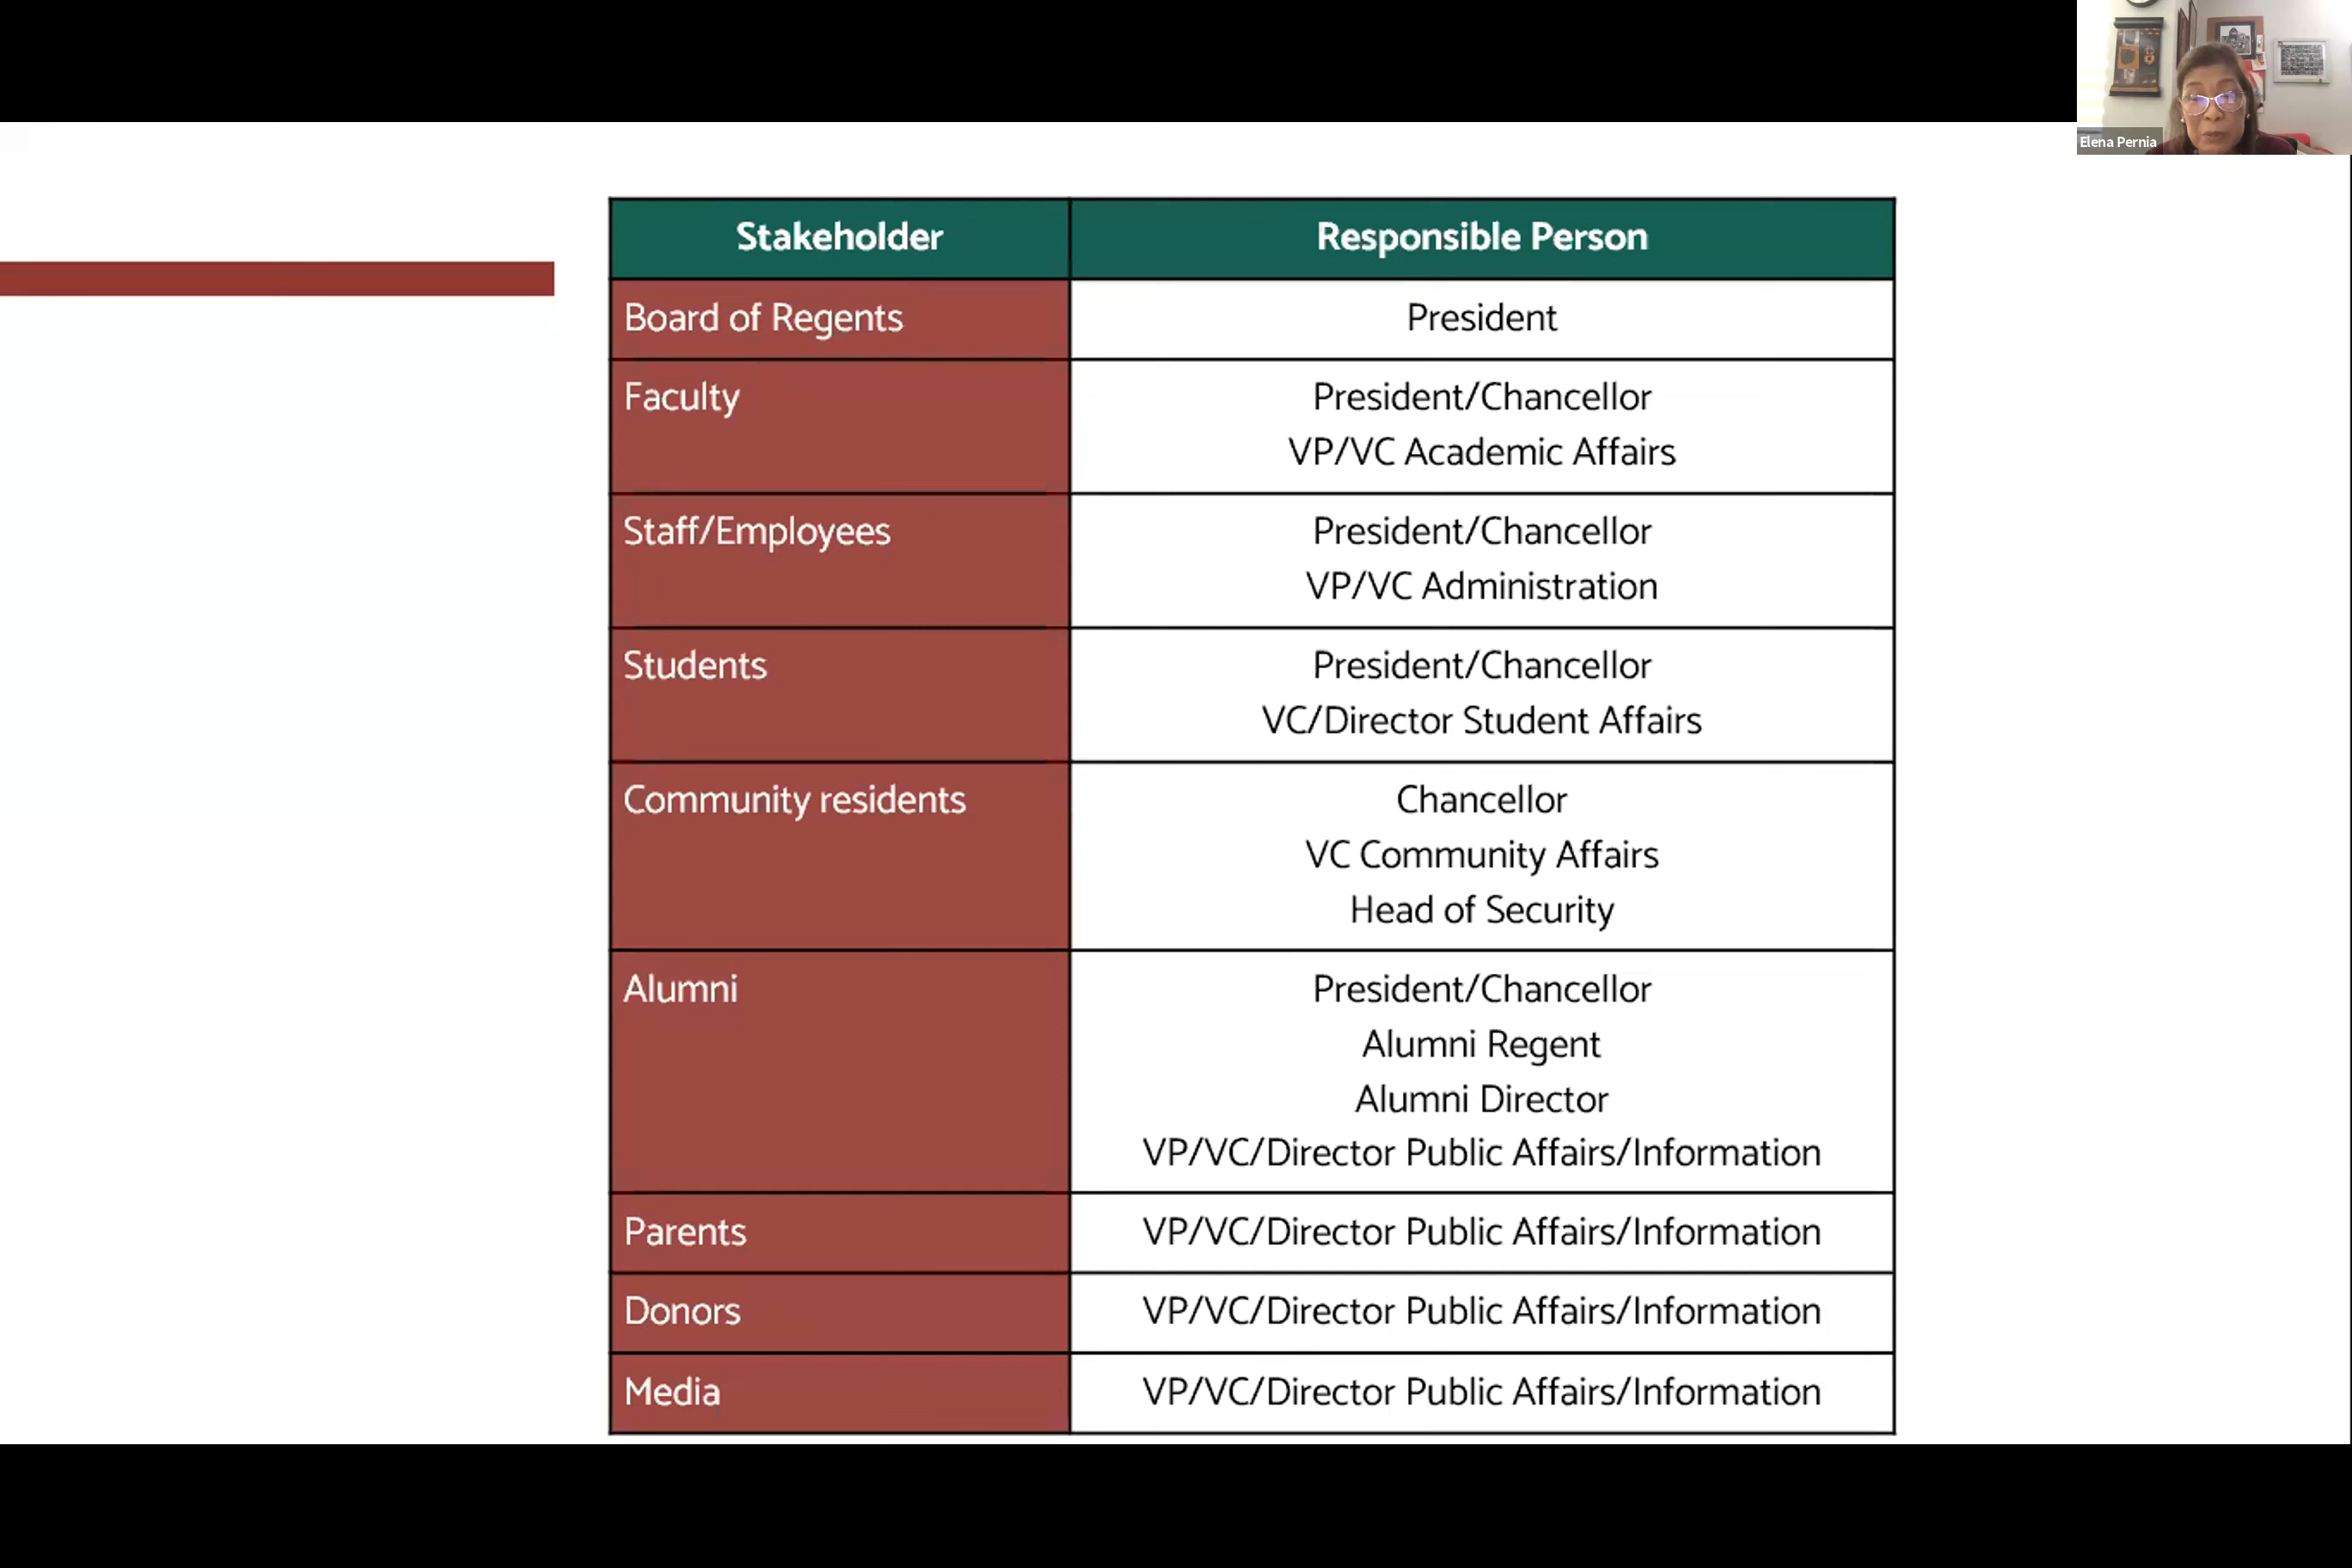 Elena Pernia
Stakeholder
Responsible Person
Board of Regents
President
Faculty
President/Chancellor
VP/VC Academic Affairs
Staff/Employees
President/Chancellor
VP/VC Administration
Students
President/Chancellor
VC/Director Student Affairs
Community residents
Chancellor
VC Community Affairs
Head of Security
Alumni
President/Chancellor
Alumni Regent
Alumni Director
VP/VC/Director Public Affairs/Information
Parents
VP/VC/Director Public Affairs/Information
Donors
VP/VC/Director Public Affairs/Information
Media
VP/VC/Director Public Affairs/Information